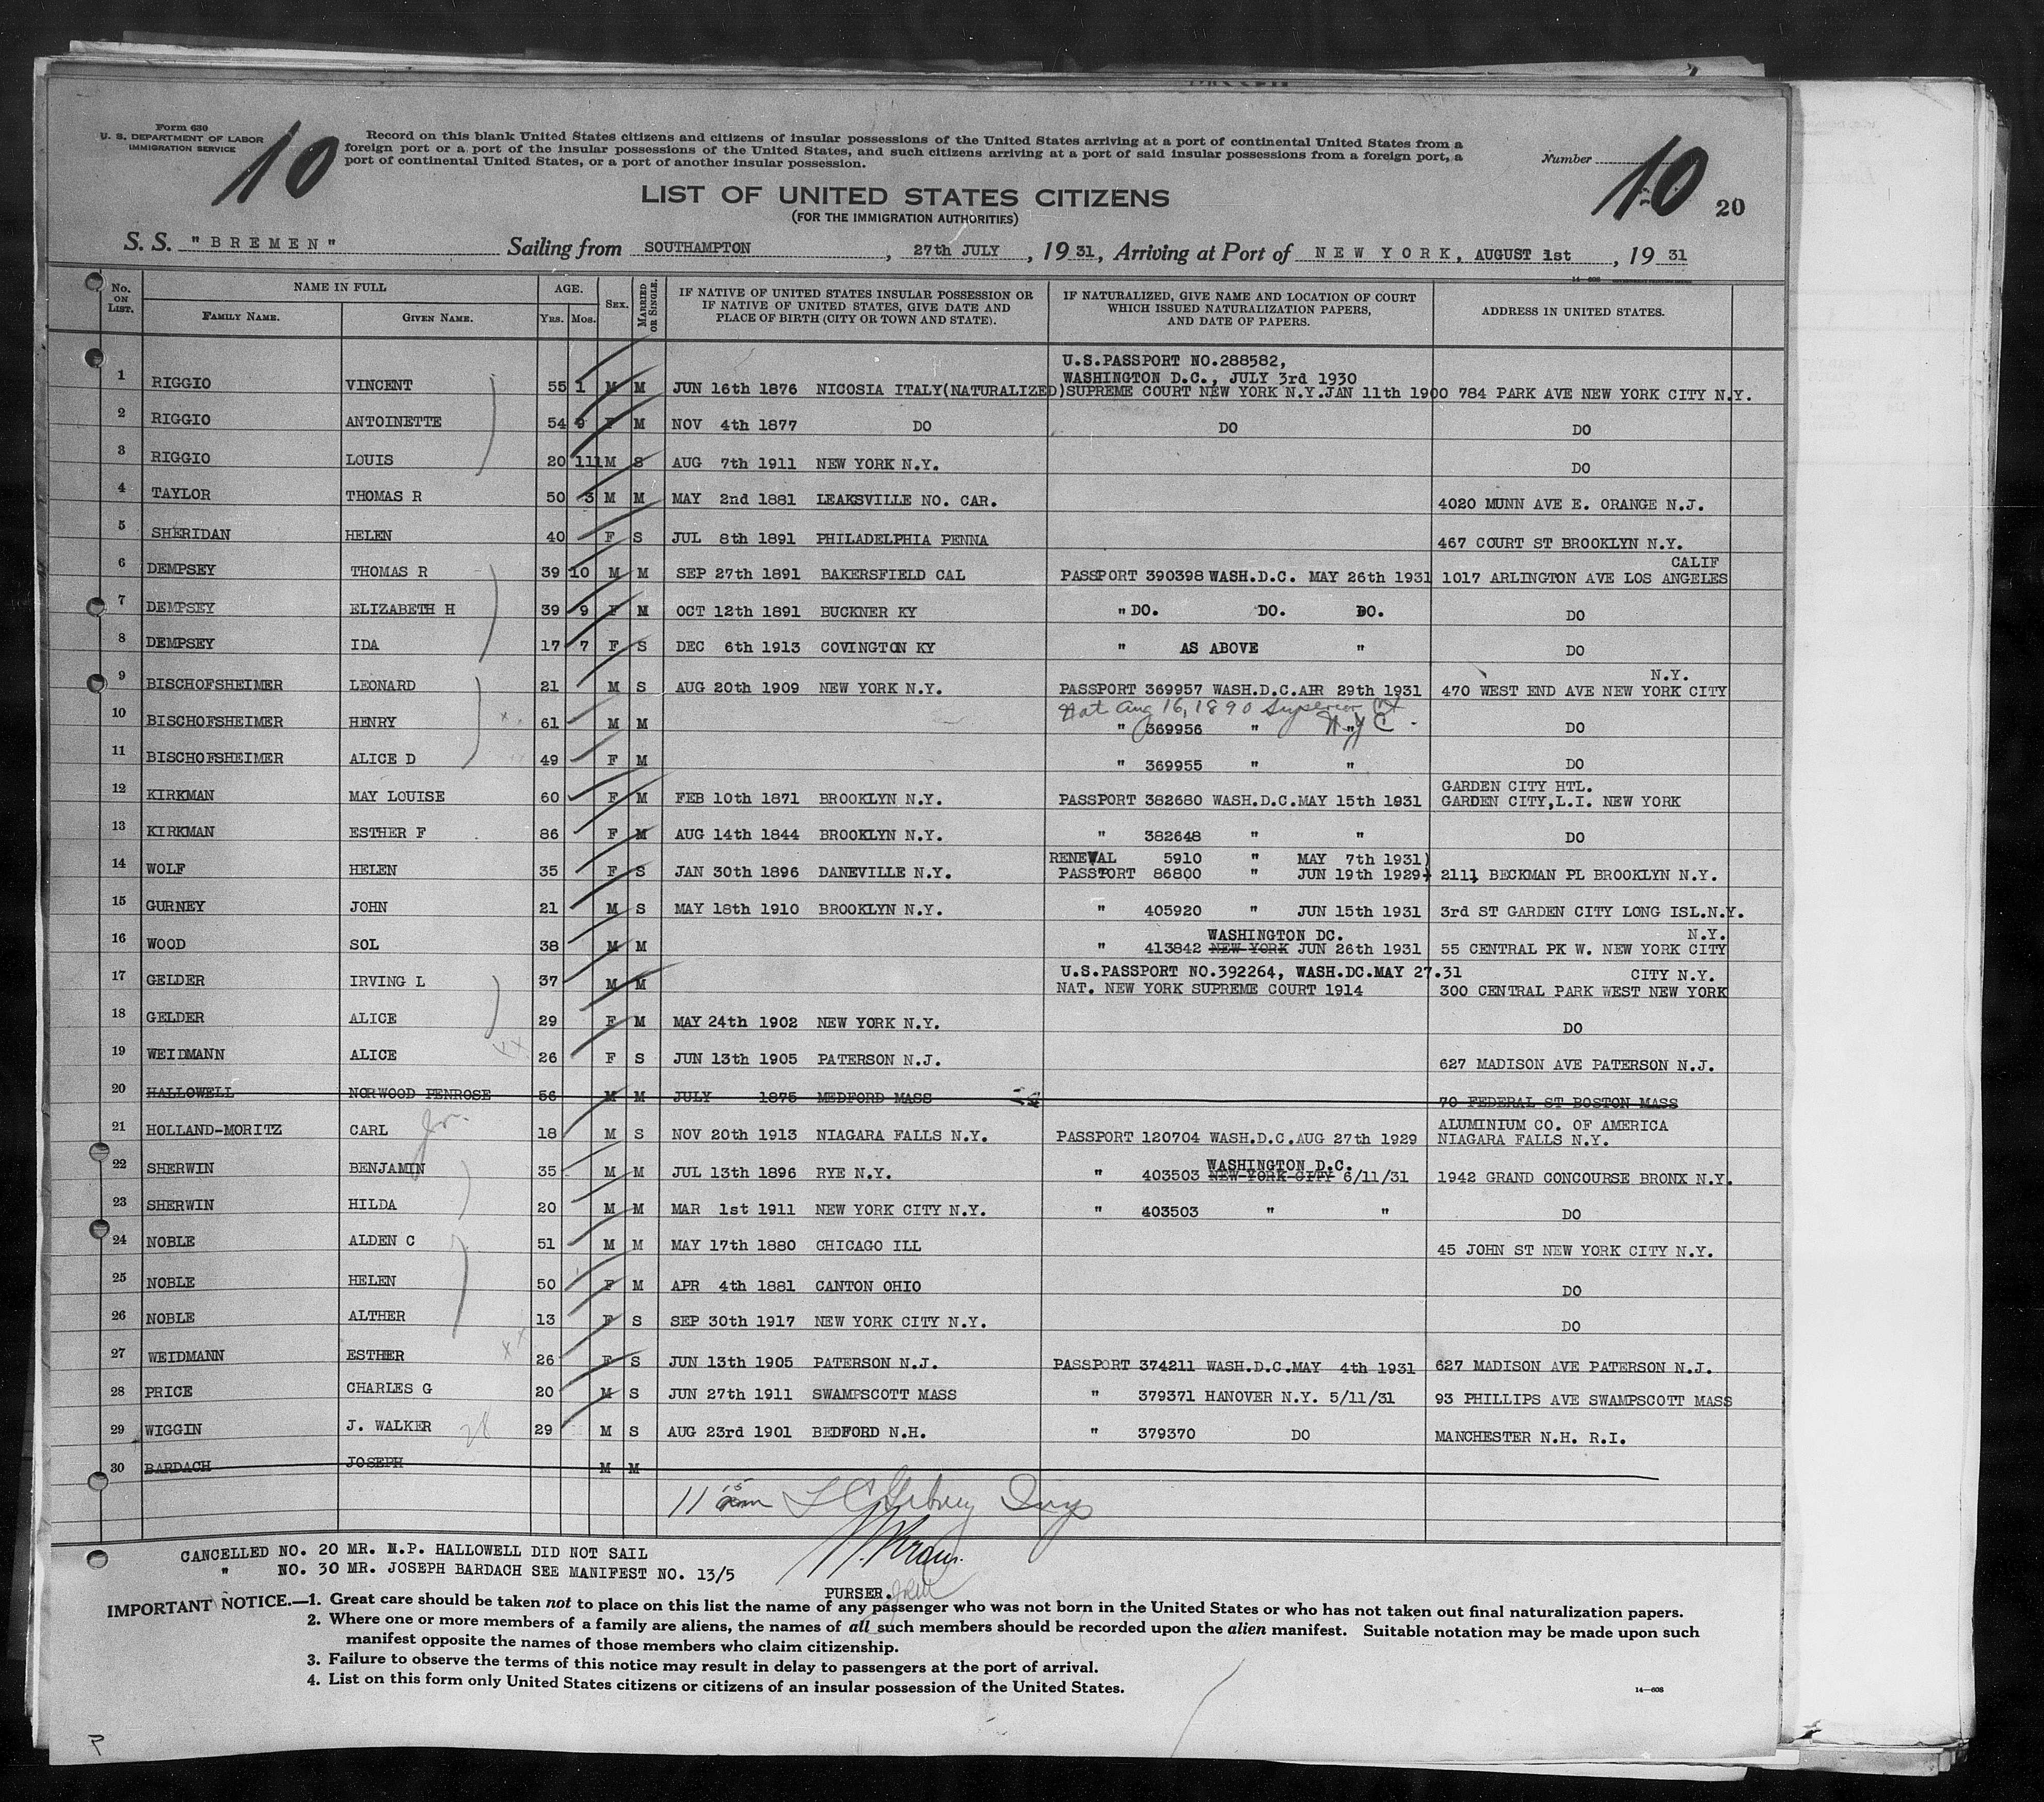 Form 630
U. S. DEPARTMENT OF LABOR
IMMIGRATION SERVICE
10
Record on this blank United States citizens and citizens of insular possessions of the United States arriving at a port of continental United States from a
foreign port or a port of the insular possessions of the United States, and such citizens arriving at a port of said insular possessions from a foreign port, a
port of continental United States, or a port of another insular possession.
Number 10 20
LIST OF UNITED STATES CITIZENS
(FOR THE IMMIGRATION AUTHORITIES)
S. S. "BREMEN" Sailing from SOUTHAMPTON, 27th JULY, 19 31, Arriving at Port of NEW YORK, AUGUST 1st, 19 31
14—608
No. ON LIST. NAME IN FULL FAMILY NAME. GIVEN NAME. AGE. YRS. MOS. SEX. MARRIED OR SINGLE. IF NATIVE OF UNITED STATES INSULAR POSSESSION OR IF NATIVE OF UNITED STATES, GIVE DATE AND PLACE OF BIRTH (CITY OR TOWN AND STATE). IF NATURALIZED, GIVE NAME AND LOCATION OF COURT WHICH ISSUED NATURALIZATION PAPERS, AND DATE OF PAPERS. ADDRESS IN UNITED STATES.
U.S.PASSPORT NO.288582,
WASHINGTON D.C., JULY 3rd 1930
1 RIGGIO VINCENT 55 1 M M JUN 16th 1876 NICOSIA ITALY(NATURALIZED)SUPREME COURT NEW YORK N.Y.JAN 11th 1900 784 PARK AVE NEW YORK CITY N.Y.
2 RIGGIO ANTOINETTE 54 9 F M NOV 4th 1877 DO DO DO
3 RIGGIO LOUIS 20 11 M S AUG 7th 1911 NEW YORK N.Y. DO
4 TAYLOR THOMAS R 50 3 M M MAY 2nd 1881 LEAKSVILLE NO. CAR. 4020 MUNN AVE E. ORANGE N.J.
5 SHERIDAN HELEN 40 F S JUL 8th 1891 PHILADELPHIA PENNA 467 COURT ST BROOKLYN N.Y.
CALIF
6 DEMPSEY THOMAS R 39 10 M M SEP 27th 1891 BAKERSFIELD CAL PASSPORT 390398 WASH.D.C. MAY 26th 1931 1017 ARLINGTON AVE LOS ANGELES
7 DEMPSEY ELIZABETH H 39 9 F M OCT 12th 1891 BUCKNER KY " DO. DO. DO. DO
8 DEMPSEY IDA 17 7 F S DEC 6th 1913 COVINGTON KY " AS ABOVE " DO
N.Y.
9 BISCHOFSHEIMER LEONARD 21 M S AUG 20th 1909 NEW YORK N.Y. PASSPORT 369957 WASH.D.C.APR 29th 1931 470 WEST END AVE NEW YORK CITY
Nat Aug 16, 1890 Superior Ct
N.Y.C.
10 BISCHOFSHEIMER HENRY 61 M M " 369956 " " DO
11 BISCHOFSHEIMER ALICE D 49 F M " 369955 " " DO
GARDEN CITY HTL.
12 KIRKMAN MAY LOUISE 60 F M FEB 10th 1871 BROOKLYN N.Y. PASSPORT 382680 WASH.D.C.MAY 15th 1931 GARDEN CITY,L.I. NEW YORK
13 KIRKMAN ESTHER F 86 F M AUG 14th 1844 BROOKLYN N.Y. " 382648 " " DO
RENEWAL 5910 " MAY 7th 1931)
14 WOLF HELEN 35 F S JAN 30th 1896 DANEVILLE N.Y. PASSPORT 86800 " JUN 19th 1929 2111 BECKMAN PL BROOKLYN N.Y.
15 GURNEY JOHN 21 M S MAY 18th 1910 BROOKLYN N.Y. " 405920 " JUN 15th 1931 3rd ST GARDEN CITY LONG ISL.N.Y.
WASHINGTON DC. N.Y.
16 WOOD SOL 38 M M " 413842 NEW YORK JUN 26th 1931 55 CENTRAL PK W. NEW YORK CITY
U.S.PASSPORT NO.392264, WASH.DC.MAY 27.31 CITY N.Y.
17 GELDER IRVING L 37 M M NAT. NEW YORK SUPREME COURT 1914 300 CENTRAL PARK WEST NEW YORK
18 GELDER ALICE 29 F M MAY 24th 1902 NEW YORK N.Y. DO
19 WEIDMANN ALICE 26 F S JUN 13th 1905 PATERSON N.J. 627 MADISON AVE PATERSON N.J.
20 HALLOWELL NORWOOD PENROSE 56 M M JULY 1875 MEDFORD MASS 70 FEDERAL ST BOSTON MASS
Jr. ALUMINIUM CO. OF AMERICA
21 HOLLAND-MORITZ CARL 18 M S NOV 20th 1913 NIAGARA FALLS N.Y. PASSPORT 120704 WASH.D.C.AUG 27th 1929 NIAGARA FALLS N.Y.
WASHINGTON D.C.
22 SHERWIN BENJAMIN 35 M M JUL 13th 1896 RYE N.Y. " 403503 NEW YORK CITY 6/11/31 1942 GRAND CONCOURSE BRONX N.Y.
23 SHERWIN HILDA 20 M M MAR 1st 1911 NEW YORK CITY N.Y. " 403503 " " DO
24 NOBLE ALDEN C 51 M M MAY 17th 1880 CHICAGO ILL 45 JOHN ST NEW YORK CITY N.Y.
25 NOBLE HELEN 50 F M APR 4th 1881 CANTON OHIO DO
26 NOBLE ALTHER 13 F S SEP 30th 1917 NEW YORK CITY N.Y. DO
27 WEIDMANN ESTHER 26 F S JUN 13th 1905 PATERSON N.J. PASSPORT 374211 WASH.D.C.MAY 4th 1931 627 MADISON AVE PATERSON N.J.
28 PRICE CHARLES G 20 M S JUN 27th 1911 SWAMPSCOTT MASS " 379371 HANOVER N.Y. 5/11/31 93 PHILLIPS AVE SWAMPSCOTT MASS
29 WIGGIN J. WALKER 28 29 M S AUG 23rd 1901 BEDFORD N.H. " 379370 DO MANCHESTER N.H. R.I.
30 BARDACH JOSEPH M M
11 15
CANCELLED NO. 20 MR. N.P. HALLOWELL DID NOT SAIL
" NO. 30 MR. JOSEPH BARDACH SEE MANIFEST NO. 13/5
PURSER.
IMPORTANT NOTICE.—1. Great care should be taken not to place on this list the name of any passenger who was not born in the United States or who has not taken out final naturalization papers.
2. Where one or more members of a family are aliens, the names of all such members should be recorded upon the alien manifest. Suitable notation may be made upon such
manifest opposite the names of those members who claim citizenship.
3. Failure to observe the terms of this notice may result in delay to passengers at the port of arrival.
4. List on this form only United States citizens or citizens of an insular possession of the United States.
14—608